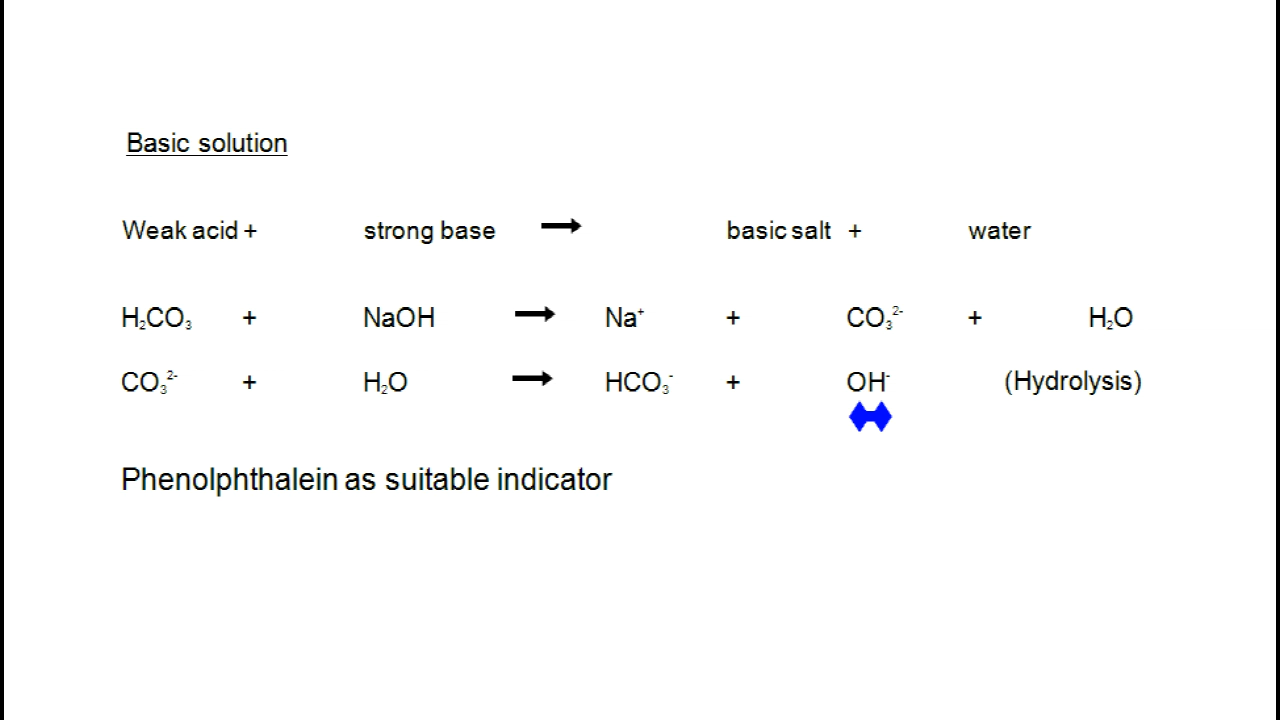 Basic solution
Weak acid + strong base → basic salt + water
H₂CO₃ + NaOH → Na⁺ + CO₃²⁻ + H₂O
CO₃²⁻ + H₂O → HCO₃⁻ + OH⁻ (Hydrolysis)
Phenolphthalein as suitable indicator